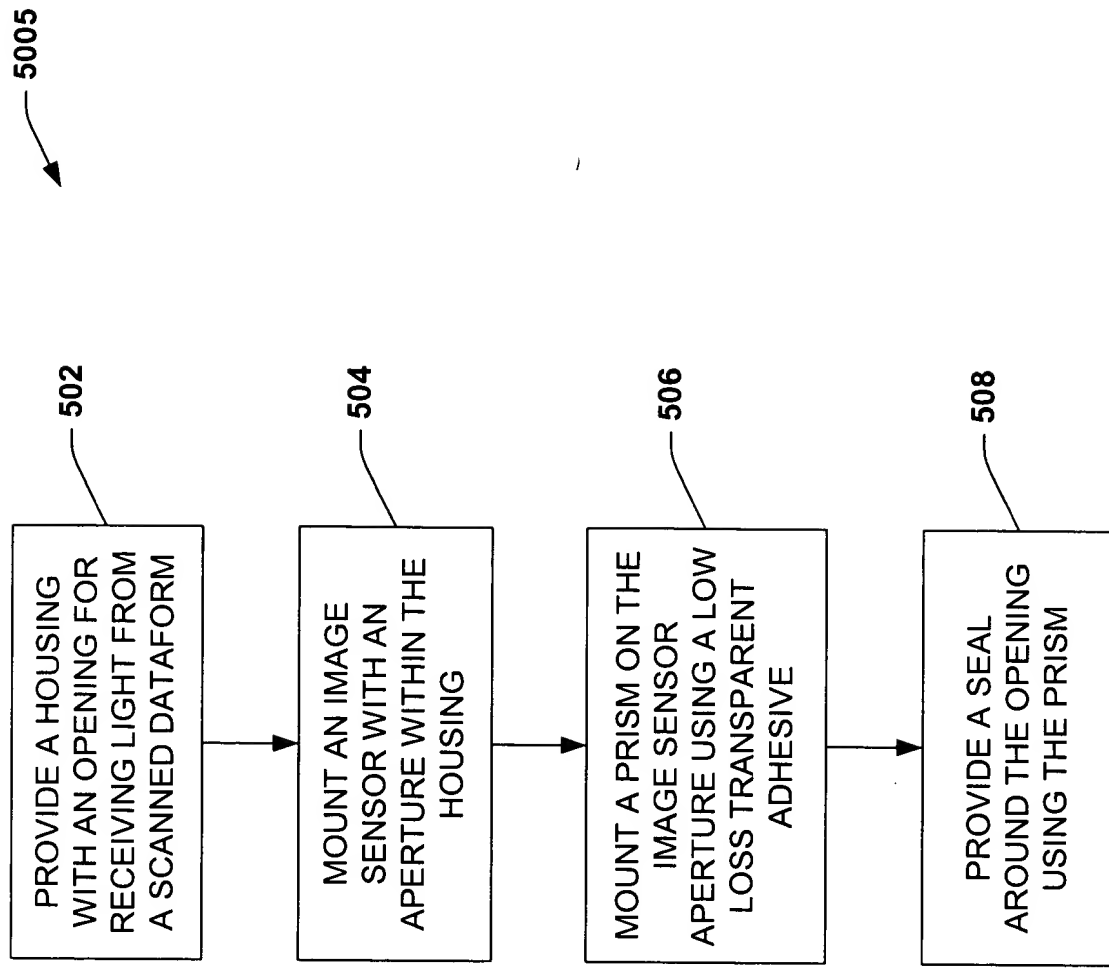 5005
502
PROVIDE A HOUSING
WITH AN OPENING FOR
RECEIVING LIGHT FROM
A SCANNED DATAFORM
504
MOUNT AN IMAGE
SENSOR WITH AN
APERTURE WITHIN THE
HOUSING
506
MOUNT A PRISM ON THE
IMAGE SENSOR
APERTURE USING A LOW
LOSS TRANSPARENT
ADHESIVE
508
PROVIDE A SEAL
AROUND THE OPENING
USING THE PRISM